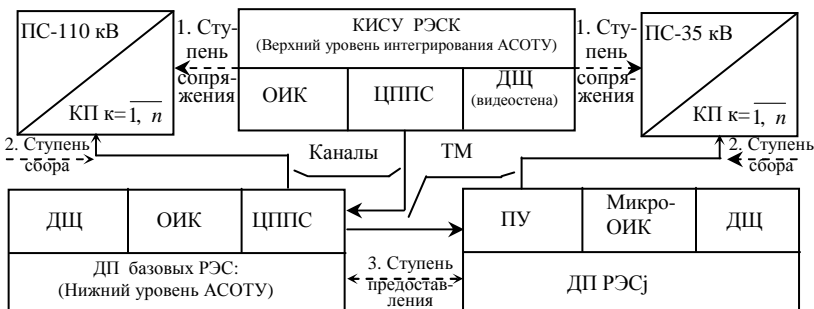 ПС-110 кВ
КП к= 1, n
1. Сту-
пень
сопря-
жения
КИСУ РЭСК
(Верхний уровень интегрирования АСОТУ)
ОИК
ЦППС
ДЩ
(видеостена)
1. Сту-
пень
сопря-
жения
ПС-35 кВ
КП к= 1, n
2. Ступень
сбора
Каналы
ТМ
2. Ступень
сбора
ДЩ
ОИК
ЦППС
ДП базовых РЭС:
(Нижний уровень АСОТУ)
3. Ступень
предостав-
ления
ПУ
Микро-
ОИК
ДЩ
ДП РЭСj